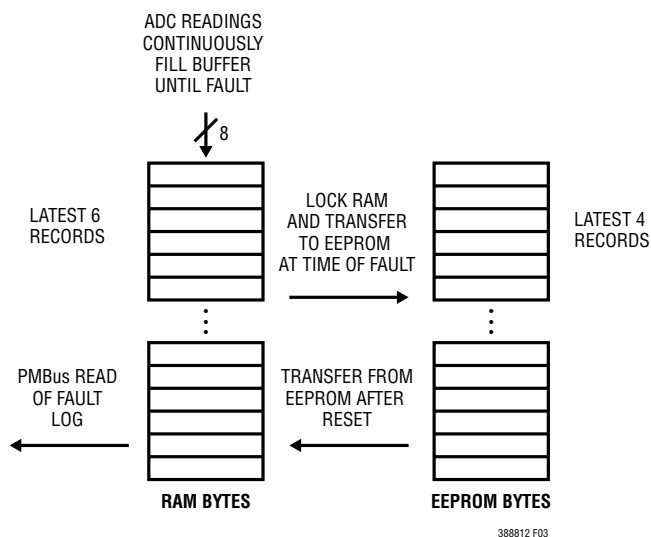 ADC READINGS
CONTINUOUSLY
FILL BUFFER
UNTIL FAULT
8
LATEST 6
RECORDS
LOCK RAM
AND TRANSFER
TO EEPROM
AT TIME OF FAULT
LATEST 4
RECORDS
PMBus READ
OF FAULT
LOG
TRANSFER FROM
EEPROM AFTER
RESET
RAM BYTES
EEPROM BYTES
388812 F03